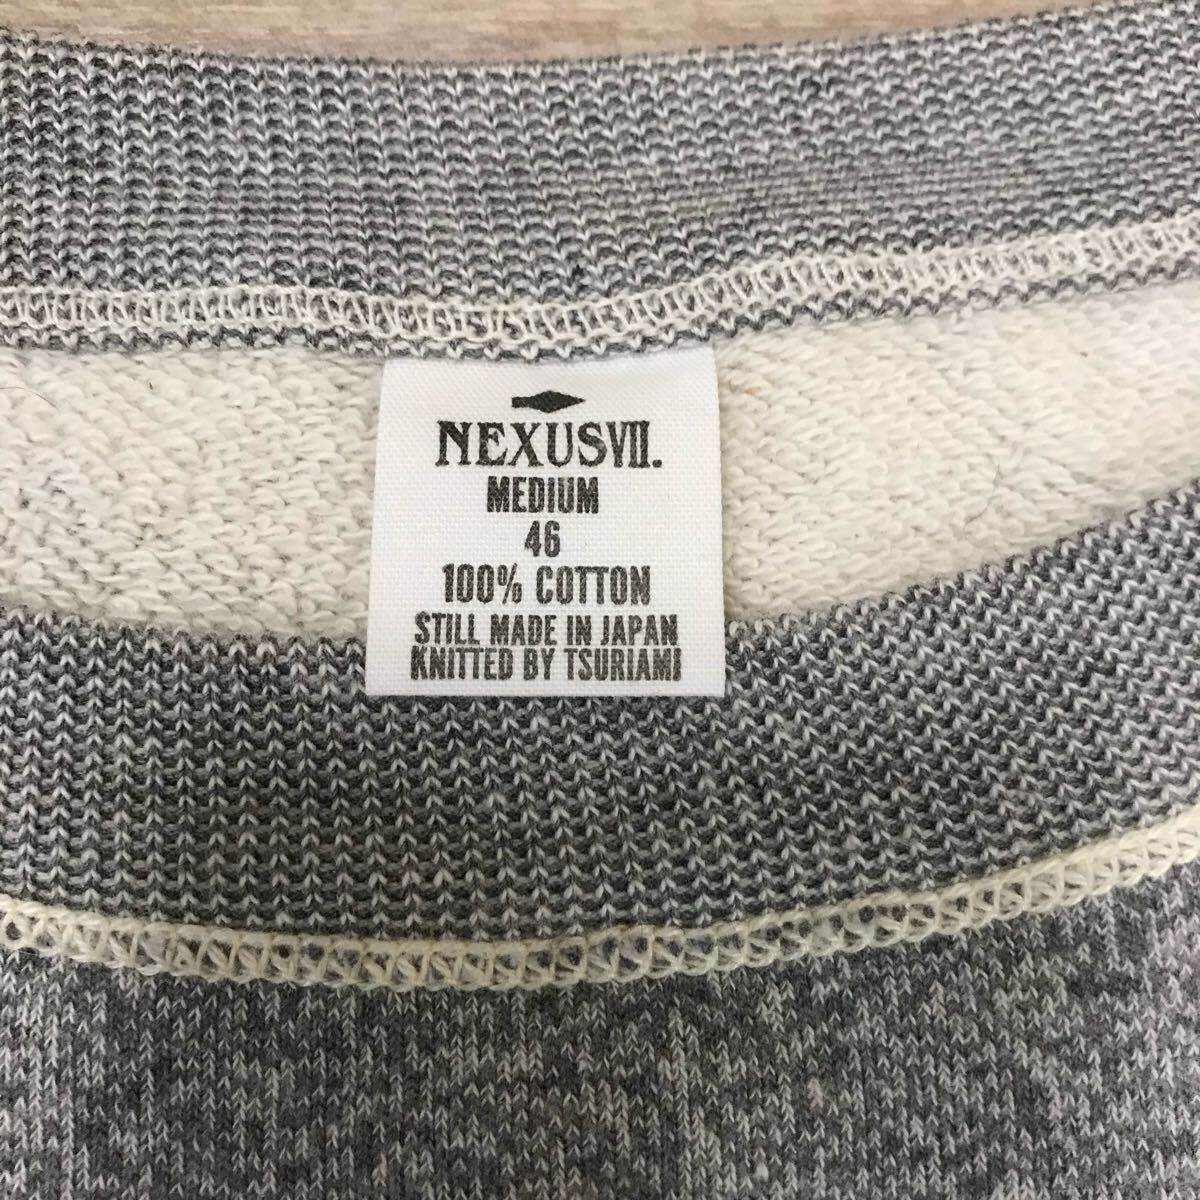 NEXUSVII.
MEDIUM
46
100% COTTON
STILL MADE IN JAPAN
KNITTED BY TSURIAMI